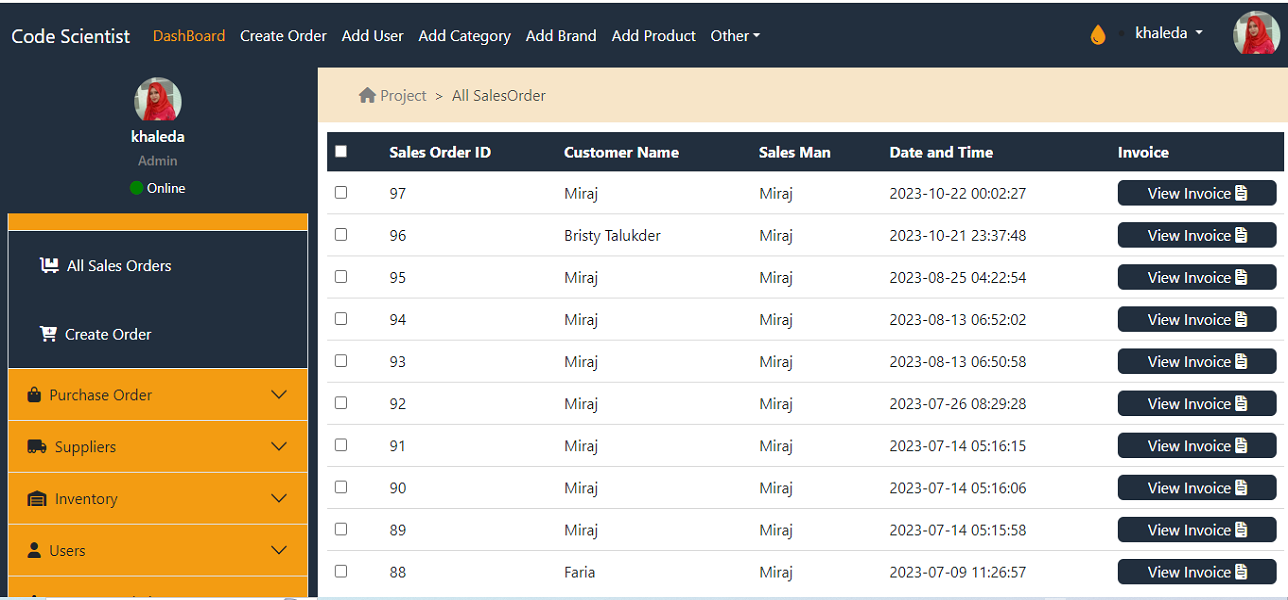 Code Scientist DashBoard Create Order Add User Add Category Add Brand Add Product Other khaleda
khaleda
Admin
Online
All Sales Orders
Create Order
Purchase Order
Suppliers
Inventory
Users
Project > All SalesOrder
Sales Order ID Customer Name Sales Man Date and Time Invoice
97 Miraj Miraj 2023-10-22 00:02:27 View Invoice
96 Bristy Talukder Miraj 2023-10-21 23:37:48 View Invoice
95 Miraj Miraj 2023-08-25 04:22:54 View Invoice
94 Miraj Miraj 2023-08-13 06:52:02 View Invoice
93 Miraj Miraj 2023-08-13 06:50:58 View Invoice
92 Miraj Miraj 2023-07-26 08:29:28 View Invoice
91 Miraj Miraj 2023-07-14 05:16:15 View Invoice
90 Miraj Miraj 2023-07-14 05:16:06 View Invoice
89 Miraj Miraj 2023-07-14 05:15:58 View Invoice
88 Faria Miraj 2023-07-09 11:26:57 View Invoice